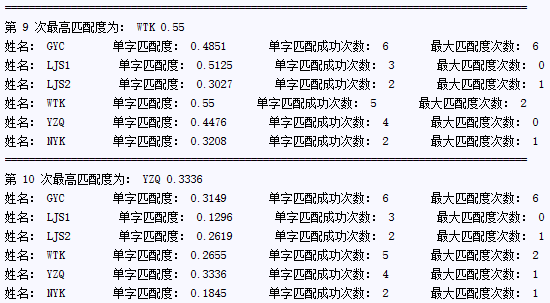 第 9 次最高匹配度为： WTK 0.55
姓名： GYC 单字匹配度： 0.4851 单字匹配成功次数： 6 最大匹配度次数： 6
姓名： LJS1 单字匹配度： 0.5125 单字匹配成功次数： 3 最大匹配度次数： 0
姓名： LJS2 单字匹配度： 0.3027 单字匹配成功次数： 2 最大匹配度次数： 1
姓名： WTK 单字匹配度： 0.55 单字匹配成功次数： 5 最大匹配度次数： 2
姓名： YZQ 单字匹配度： 0.4476 单字匹配成功次数： 4 最大匹配度次数： 0
姓名： NYK 单字匹配度： 0.3208 单字匹配成功次数： 2 最大匹配度次数： 1
第 10 次最高匹配度为： YZQ 0.3336
姓名： GYC 单字匹配度： 0.3149 单字匹配成功次数： 6 最大匹配度次数： 6
姓名： LJS1 单字匹配度： 0.1296 单字匹配成功次数： 3 最大匹配度次数： 0
姓名： LJS2 单字匹配度： 0.2619 单字匹配成功次数： 2 最大匹配度次数： 1
姓名： WTK 单字匹配度： 0.2655 单字匹配成功次数： 5 最大匹配度次数： 2
姓名： YZQ 单字匹配度： 0.3336 单字匹配成功次数： 4 最大匹配度次数： 1
姓名： NYK 单字匹配度： 0.1845 单字匹配成功次数： 2 最大匹配度次数： 1